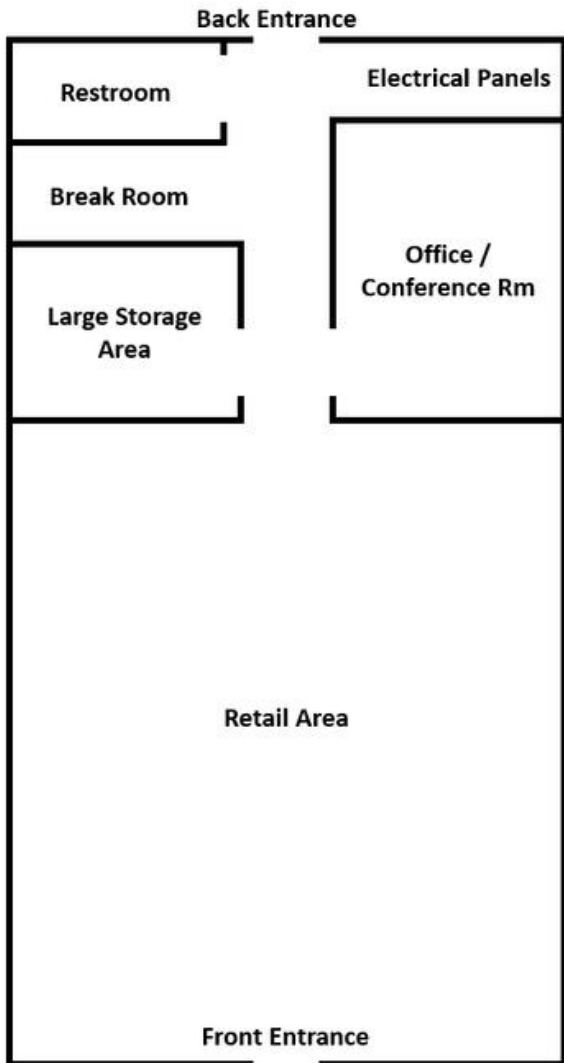 Back Entrance
Restroom
Electrical Panels
Break Room
Office /
Conference Rm
Large Storage
Area
Retail Area
Front Entrance